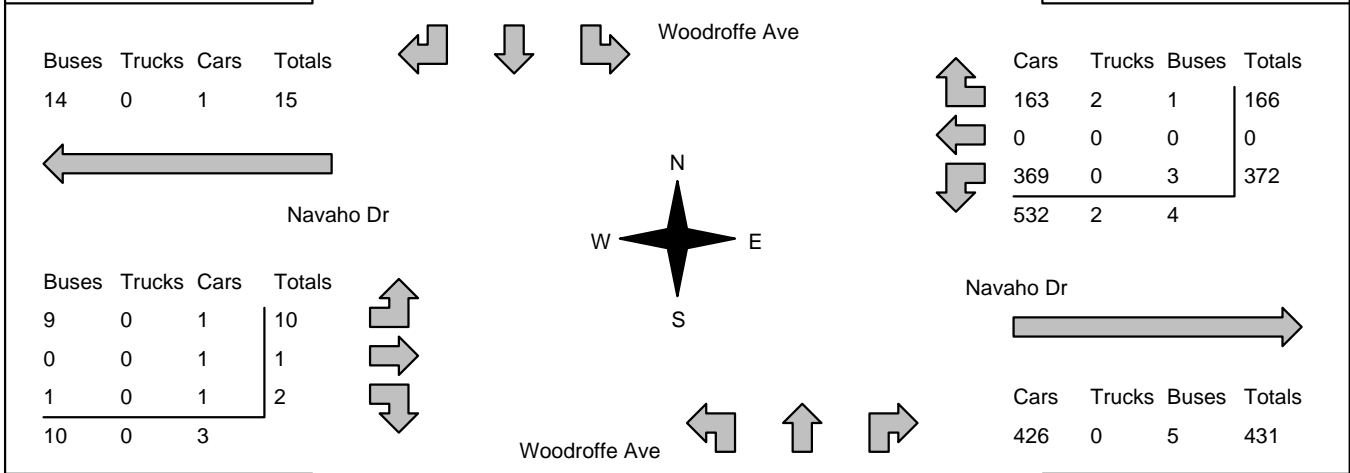 Woodroffe Ave
Buses Trucks Cars Totals
14 0 1 15
Cars Trucks Buses Totals
163 2 1 166
0 0 0 0
369 0 3 372
532 2 4
N
W E
S
Navaho Dr
Buses Trucks Cars Totals
9 0 1 10
0 0 1 1
1 0 1 2
10 0 3
Navaho Dr
Cars Trucks Buses Totals
426 0 5 431
Woodroffe Ave